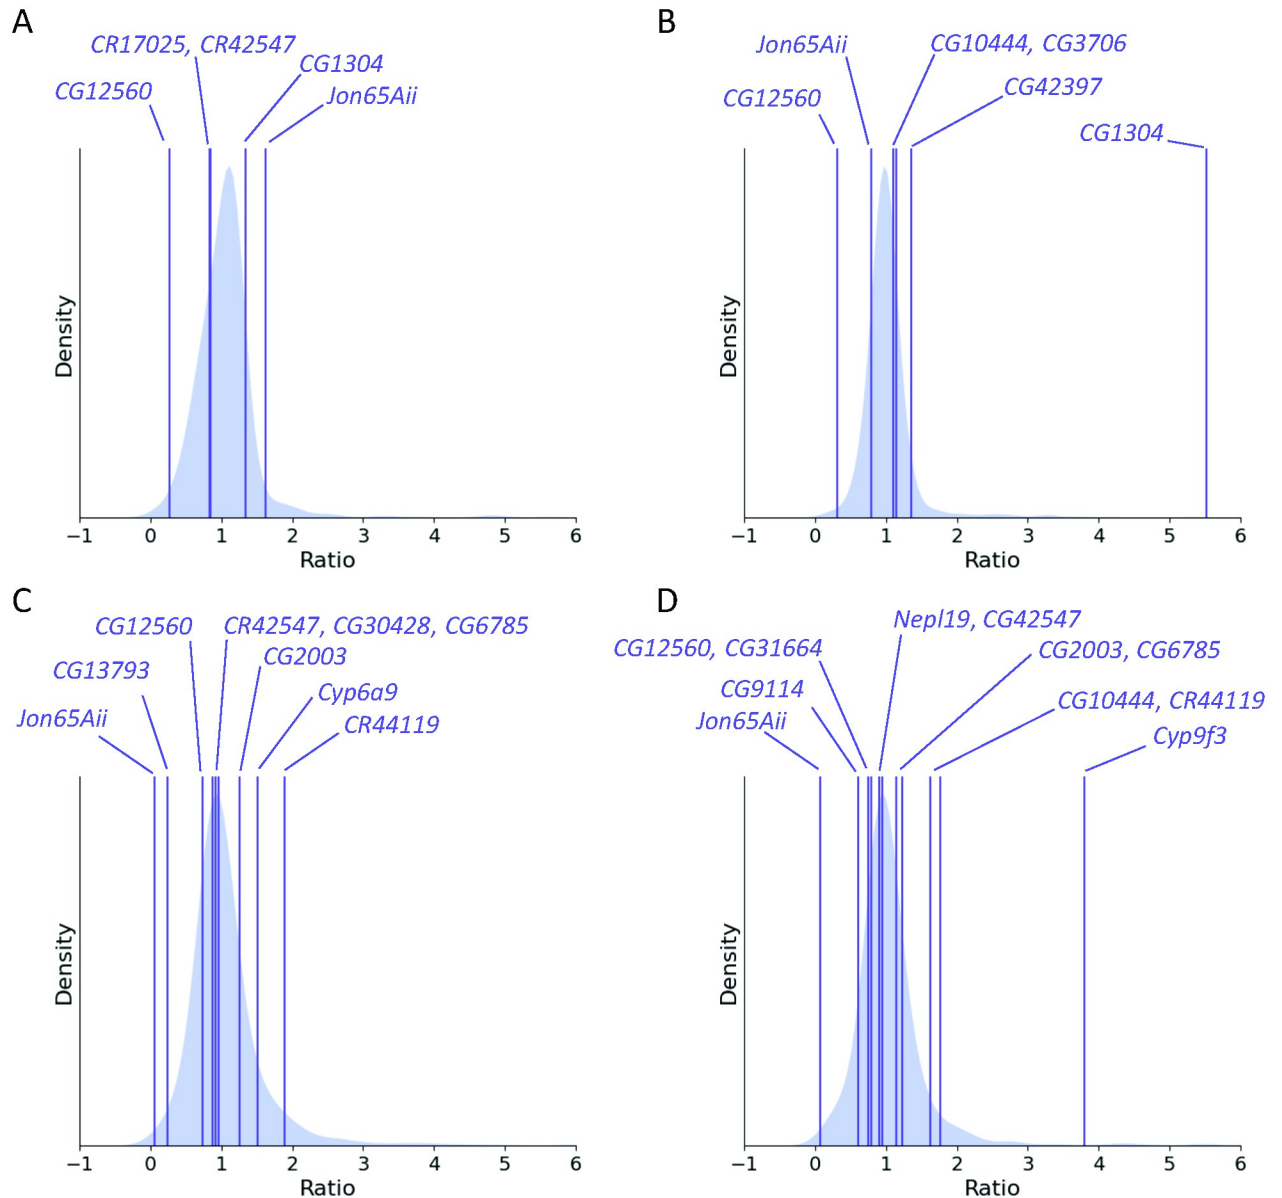 A
CR17025, CR42547
CG1304
CG12560
Jon65Aii
Density
−1 0 1 2 3 4 5 6
Ratio
B
Jon65Aii
CG10444, CG3706
CG12560
CG42397
CG1304
Density
−1 0 1 2 3 4 5 6
Ratio
C
CG12560
CR42547, CG30428, CG6785
CG13793
CG2003
Cyp6a9
Jon65Aii
CR44119
Density
−1 0 1 2 3 4 5 6
Ratio
D
Nepl19, CG42547
CG12560, CG31664
CG2003, CG6785
CG9114
CG10444, CR44119
Jon65Aii
Cyp9f3
Density
−1 0 1 2 3 4 5 6
Ratio